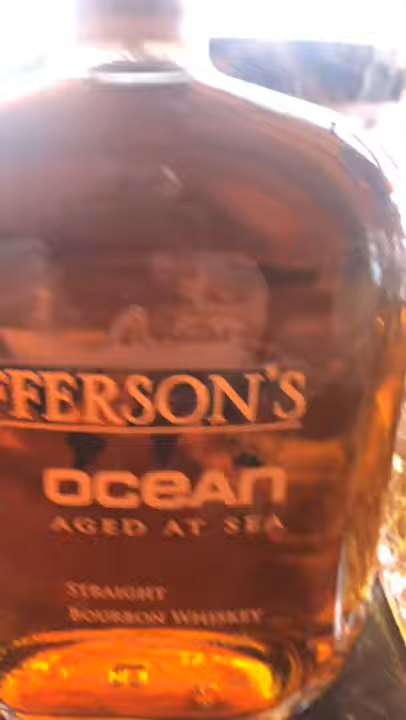 FFERSON'S
OCEAN
AGED AT SEA
STRAIGHT
BOURBON WHISKEY